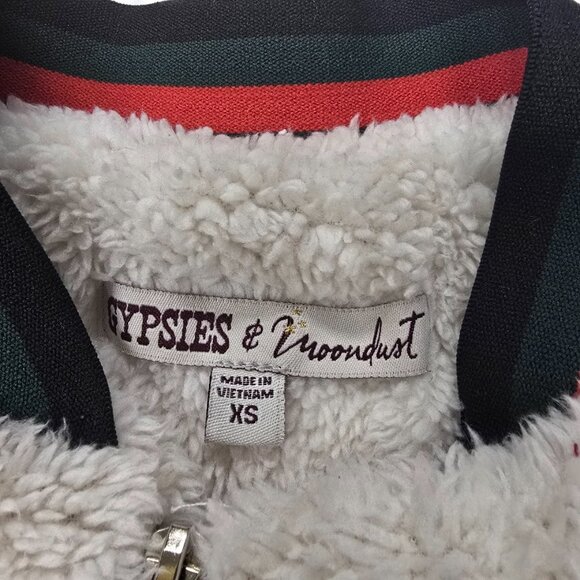 GYPSIES & Moondust
MADE IN
VIETNAM
XS